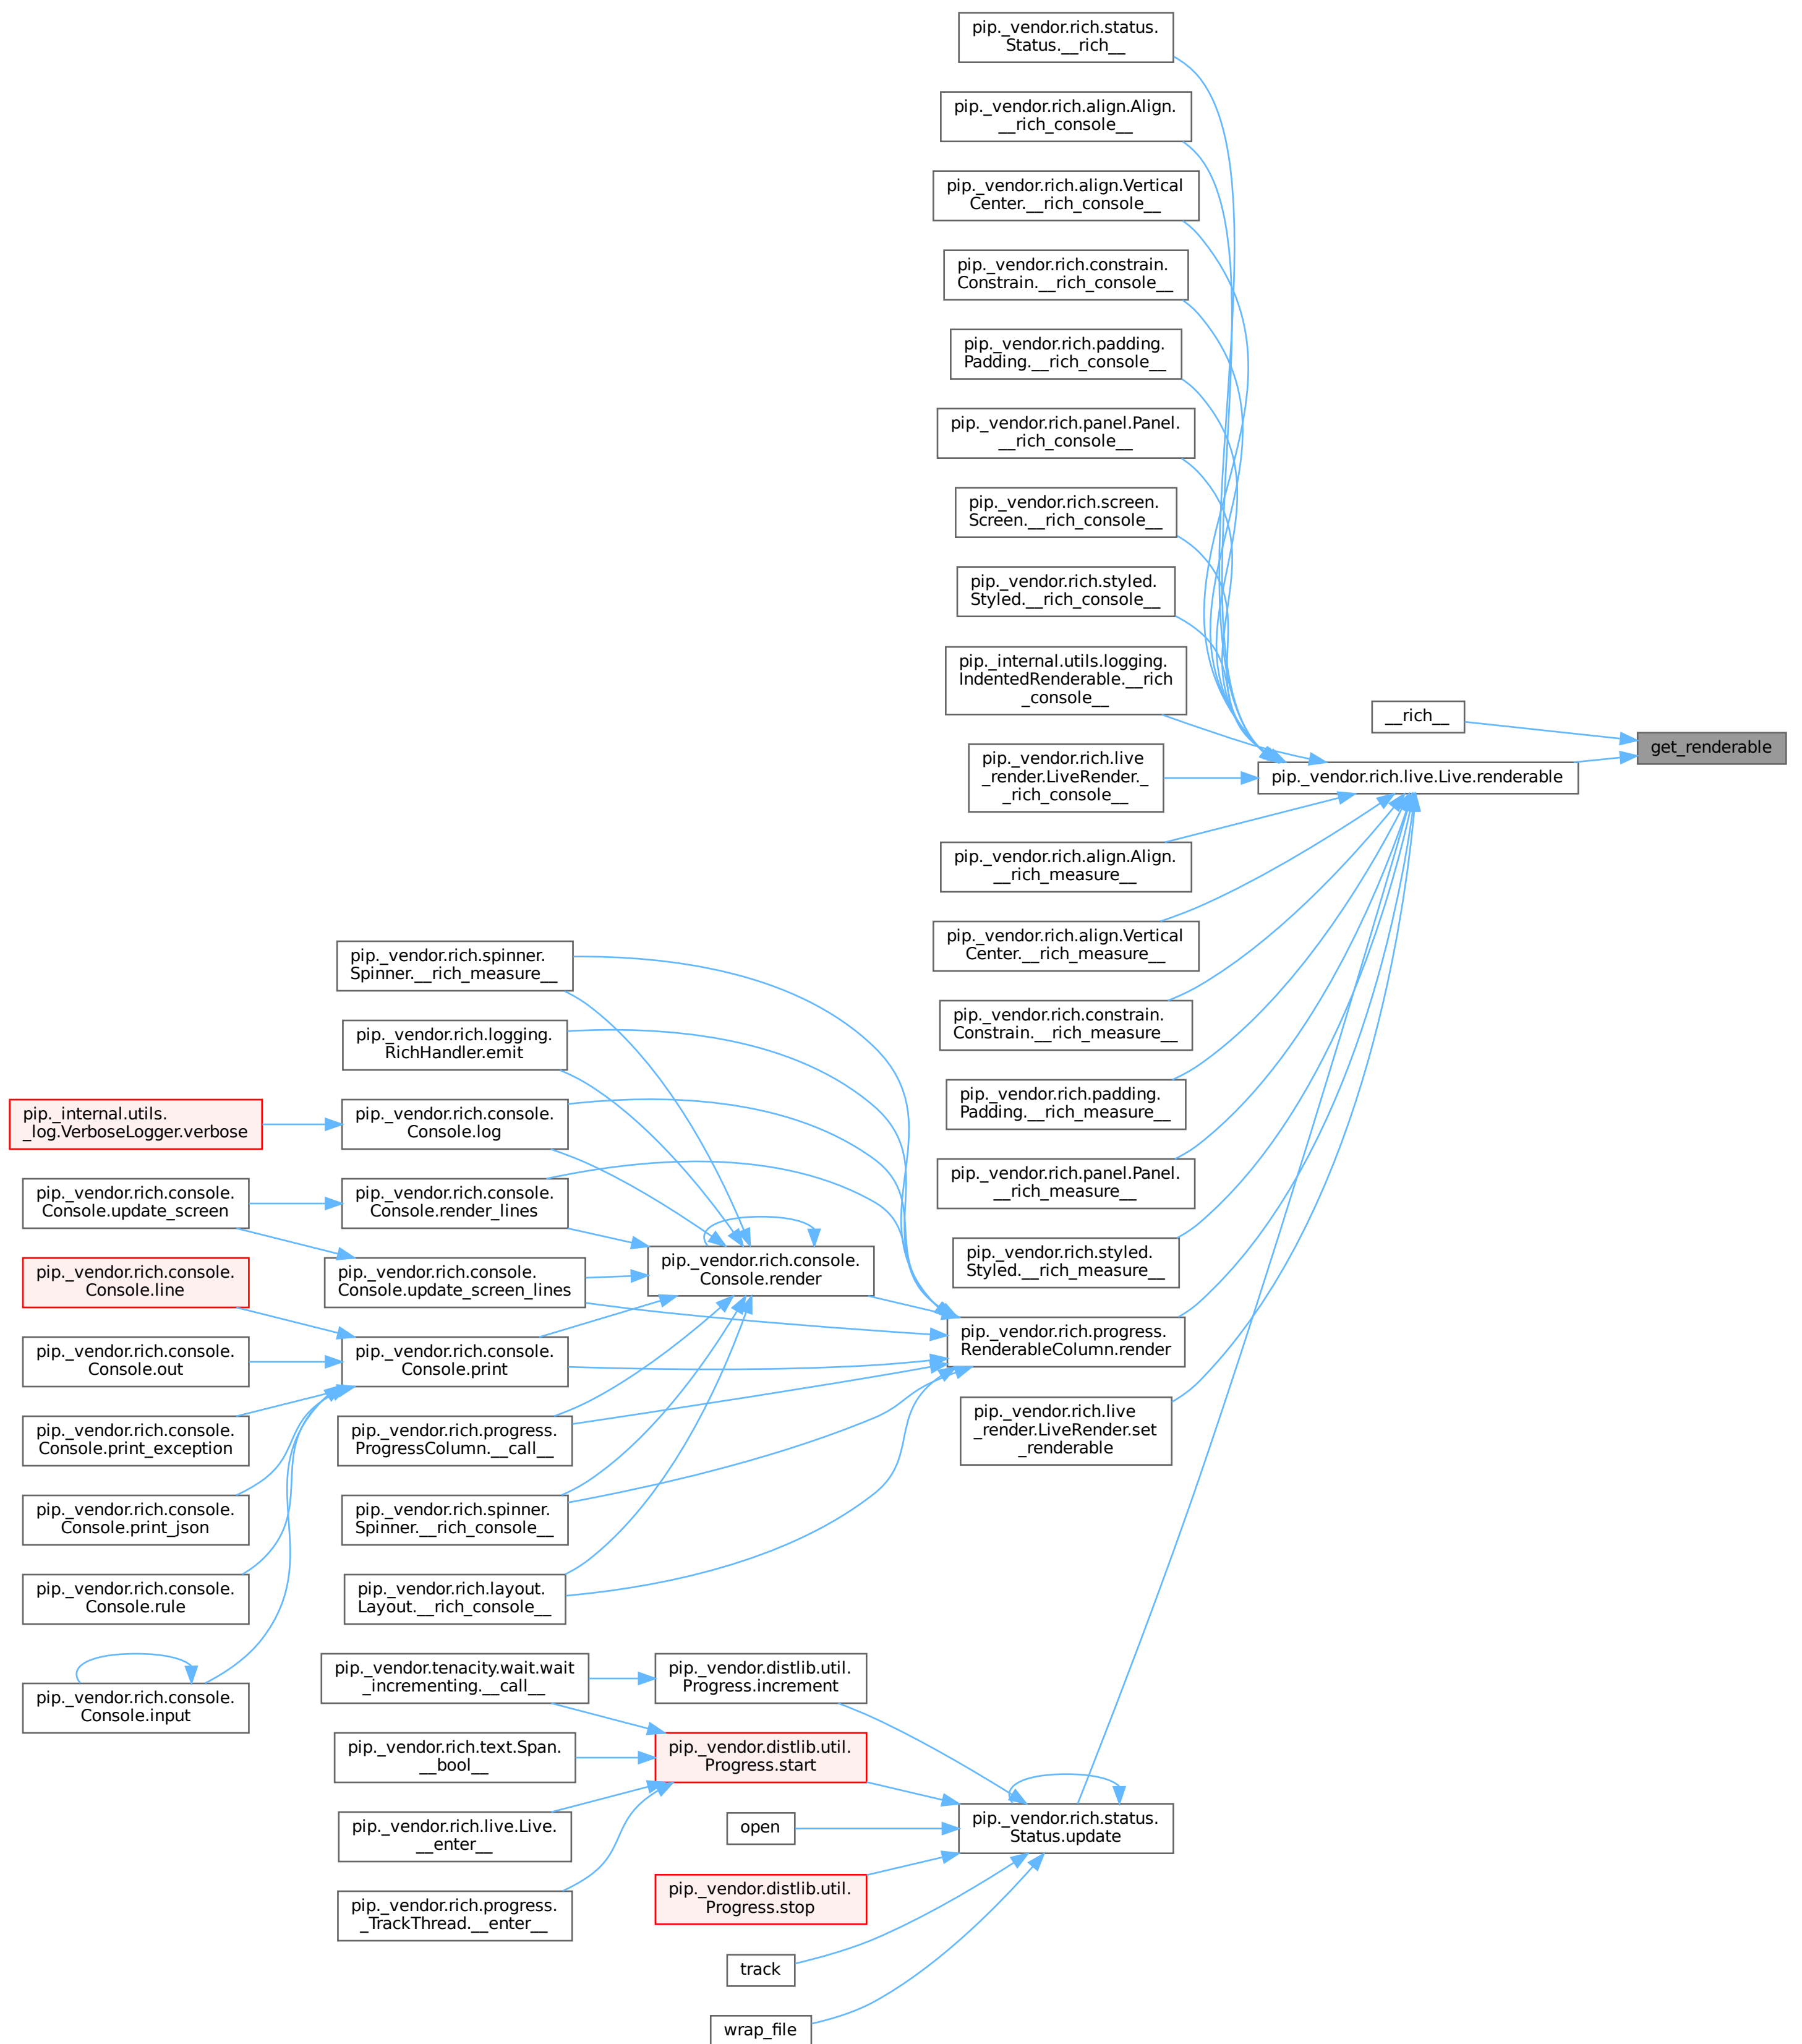 pip._vendor.rich.status.
Status.__rich__
pip._vendor.rich.align.Align.
__rich_console__
pip._vendor.rich.align.Vertical
Center.__rich_console__
pip._vendor.rich.constrain.
Constrain.__rich_console__
pip._vendor.rich.padding.
Padding.__rich_console__
pip._vendor.rich.panel.Panel.
__rich_console__
pip._vendor.rich.screen.
Screen.__rich_console__
pip._vendor.rich.styled.
Styled.__rich_console__
pip._internal.utils.logging.
IndentedRenderable.__rich
_console__
__rich__
get_renderable
pip._vendor.rich.live.Live.renderable
pip._vendor.rich.live
_render.LiveRender._
_rich_console__
pip._vendor.rich.align.Align.
__rich_measure__
pip._vendor.rich.align.Vertical
Center.__rich_measure__
pip._vendor.rich.constrain.
Constrain.__rich_measure__
pip._vendor.rich.padding.
Padding.__rich_measure__
pip._vendor.rich.panel.Panel.
__rich_measure__
pip._vendor.rich.styled.
Styled.__rich_measure__
pip._vendor.rich.progress.
RenderableColumn.render
pip._vendor.rich.live
_render.LiveRender.set
_renderable
pip._vendor.rich.spinner.
Spinner.__rich_measure__
pip._vendor.rich.logging.
RichHandler.emit
pip._internal.utils.
_log.VerboseLogger.verbose
pip._vendor.rich.console.
Console.log
pip._vendor.rich.console.
Console.update_screen
pip._vendor.rich.console.
Console.render_lines
pip._vendor.rich.console.
Console.render
pip._vendor.rich.console.
Console.line
pip._vendor.rich.console.
Console.update_screen_lines
pip._vendor.rich.console.
Console.out
pip._vendor.rich.console.
Console.print
pip._vendor.rich.console.
Console.print_exception
pip._vendor.rich.progress.
ProgressColumn.__call__
pip._vendor.rich.console.
Console.print_json
pip._vendor.rich.spinner.
Spinner.__rich_console__
pip._vendor.rich.console.
Console.rule
pip._vendor.rich.layout.
Layout.__rich_console__
pip._vendor.rich.console.
Console.input
pip._vendor.tenacity.wait.wait
_incrementing.__call__
pip._vendor.distlib.util.
Progress.increment
pip._vendor.rich.text.Span.
__bool__
pip._vendor.distlib.util.
Progress.start
pip._vendor.rich.live.Live.
__enter__
open
pip._vendor.rich.status.
Status.update
pip._vendor.rich.progress.
_TrackThread.__enter__
pip._vendor.distlib.util.
Progress.stop
track
wrap_file